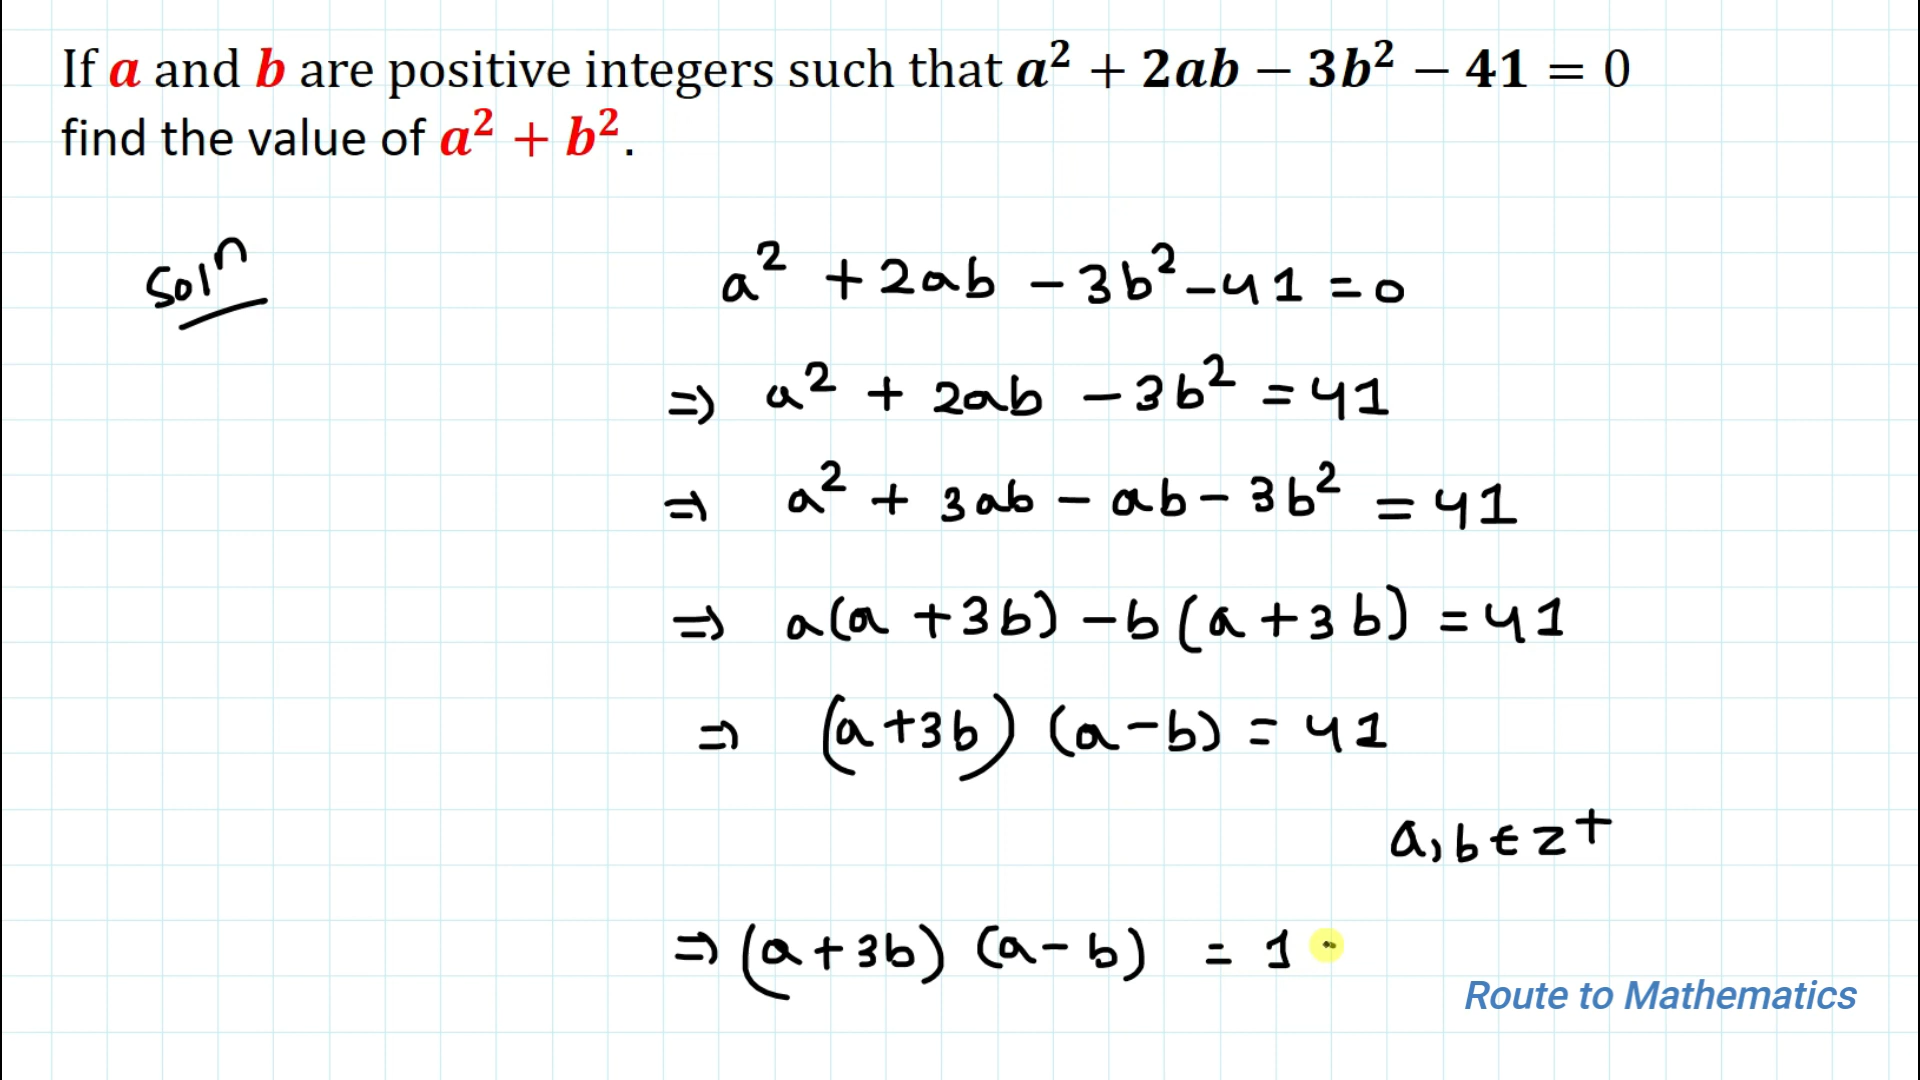 If a and b are positive integers such that a² + 2ab − 3b² − 41 = 0
find the value of a² + b².
Solⁿ
a² + 2ab − 3b² − 41 = 0
⇒ a² + 2ab − 3b² = 41
⇒ a² + 3ab − ab − 3b² = 41
⇒ a(a + 3b) − b(a + 3b) = 41
⇒ (a + 3b) (a − b) = 41
a, b ∈ Z⁺
⇒ (a + 3b) (a − b) = 1 ·
Route to Mathematics